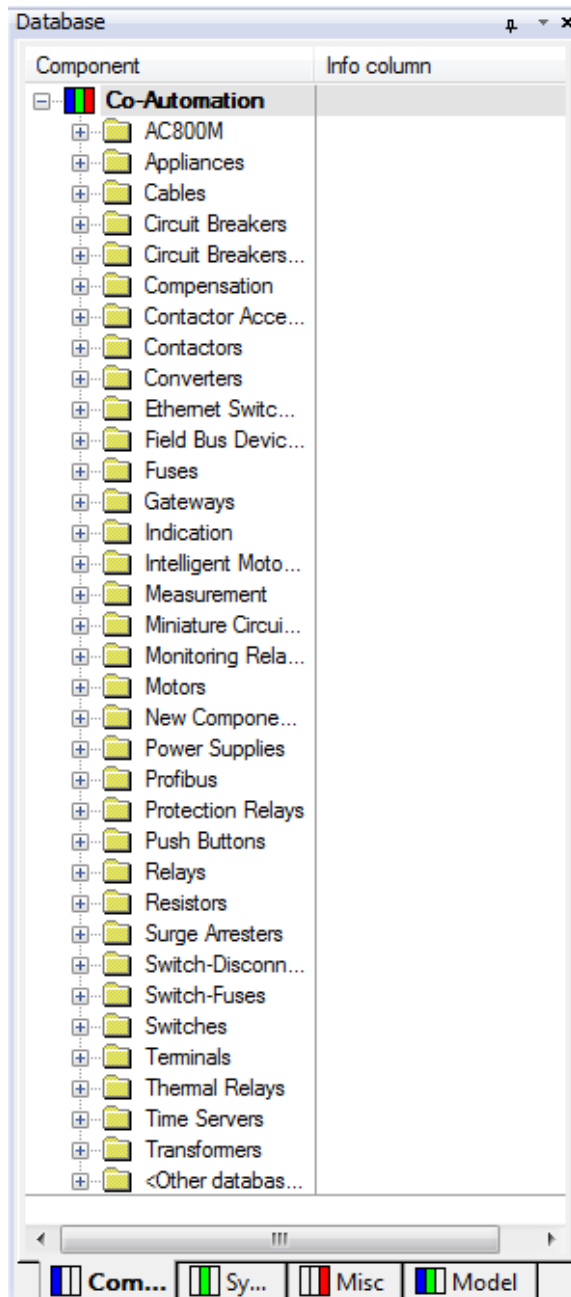 Database
Component Info column
Co-Automation
AC800M
Appliances
Cables
Circuit Breakers
Circuit Breakers...
Compensation
Contactor Acce...
Contactors
Converters
Ethernet Switc...
Field Bus Devic...
Fuses
Gateways
Indication
Intelligent Moto...
Measurement
Miniature Circui...
Monitoring Rela...
Motors
New Compone...
Power Supplies
Profibus
Protection Relays
Push Buttons
Relays
Resistors
Surge Arresters
Switch-Disconn...
Switch-Fuses
Switches
Terminals
Thermal Relays
Time Servers
Transformers
<Other databas...
Com... Sy... Misc Model